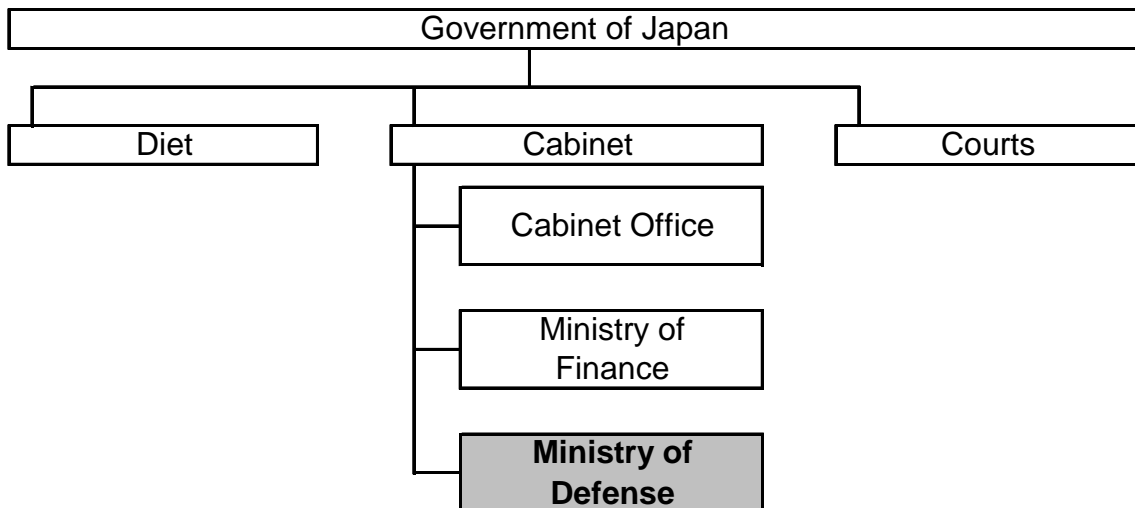 Government of Japan
Diet
Cabinet
Courts
Cabinet Office
Ministry of
Finance
Ministry of
Defense